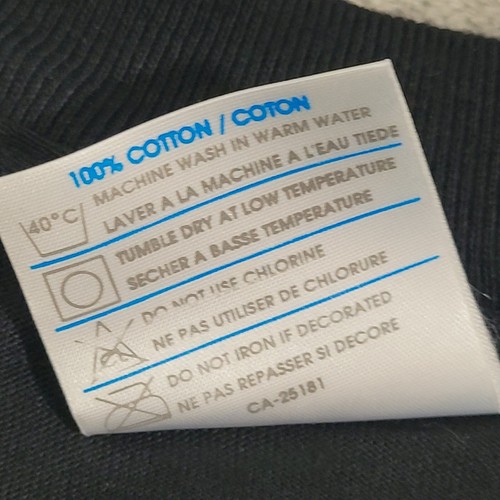 100% COTTON / COTON
MACHINE WASH IN WARM WATER
40°C
LAVER A LA MACHINE A L'EAU TIEDE
TUMBLE DRY AT LOW TEMPERATURE
SECHER A BASSE TEMPERATURE
DO NOT USE CHLORINE
NE PAS UTILISER DE CHLORURE
DO NOT IRON IF DECORATED
NE PAS REPASSER SI DECORE
CA-25181